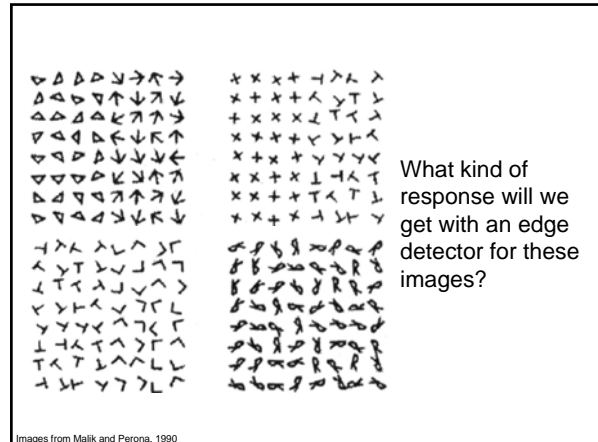 What kind of
response will we
get with an edge
detector for these
images?
Images from Malik and Perona, 1990